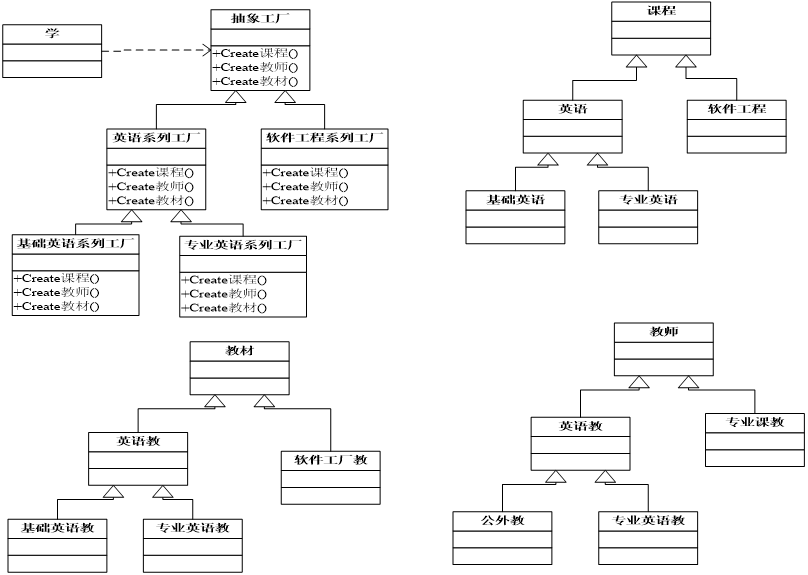 学
抽象工厂
+Create课程()
+Create教师()
+Create教材()
英语系列工厂
+Create课程()
+Create教师()
+Create教材()
软件工程系列工厂
+Create课程()
+Create教师()
+Create教材()
基础英语系列工厂
+Create课程()
+Create教师()
+Create教材()
专业英语系列工厂
+Create课程()
+Create教师()
+Create教材()
课程
英语
软件工程
基础英语
专业英语
教材
英语教
软件工厂教
基础英语教
专业英语教
教师
英语教
专业课教
公外教
专业英语教